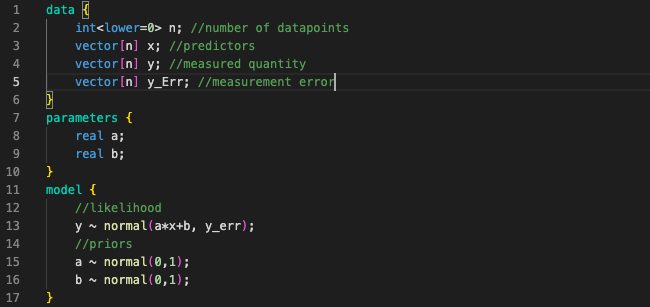 1 data {
2 int<lower=0> n; //number of datapoints
3 vector[n] x; //predictors
4 vector[n] y; //measured quantity
5 vector[n] y_Err; //measurement error
6 }
7 parameters {
8 real a;
9 real b;
10 }
11 model {
12 //likelihood
13 y ~ normal(a*x+b, y_err);
14 //priors
15 a ~ normal(0,1);
16 b ~ normal(0,1);
17 }